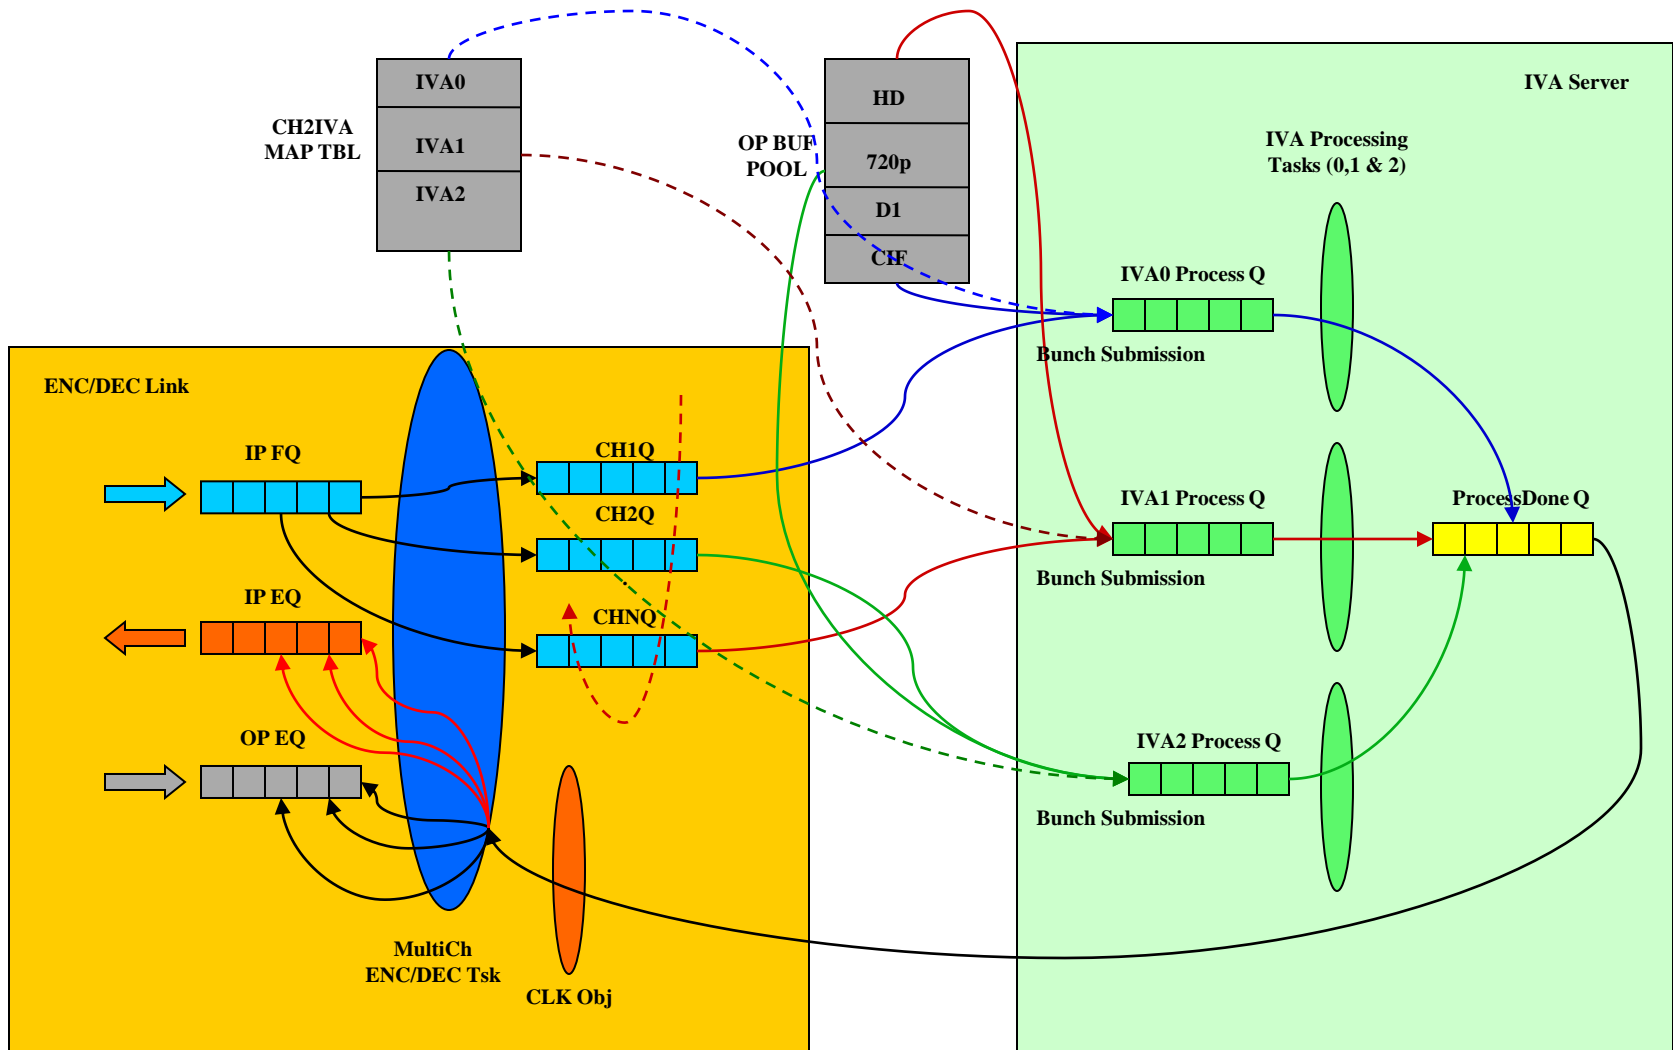 IVA0
IVA1
IVA2
CH2IVA
MAP TBL
HD
720p
D1
CIF
OP BUF
POOL
IVA Server
IVA Processing
Tasks (0,1 & 2)
IVA0 Process Q
Bunch Submission
ENC/DEC Link
IP FQ
CH1Q
CH2Q
IVA1 Process Q
ProcessDone Q
Bunch Submission
IP EQ
CHNQ
OP EQ
IVA2 Process Q
Bunch Submission
MultiCh
ENC/DEC Tsk
CLK Obj